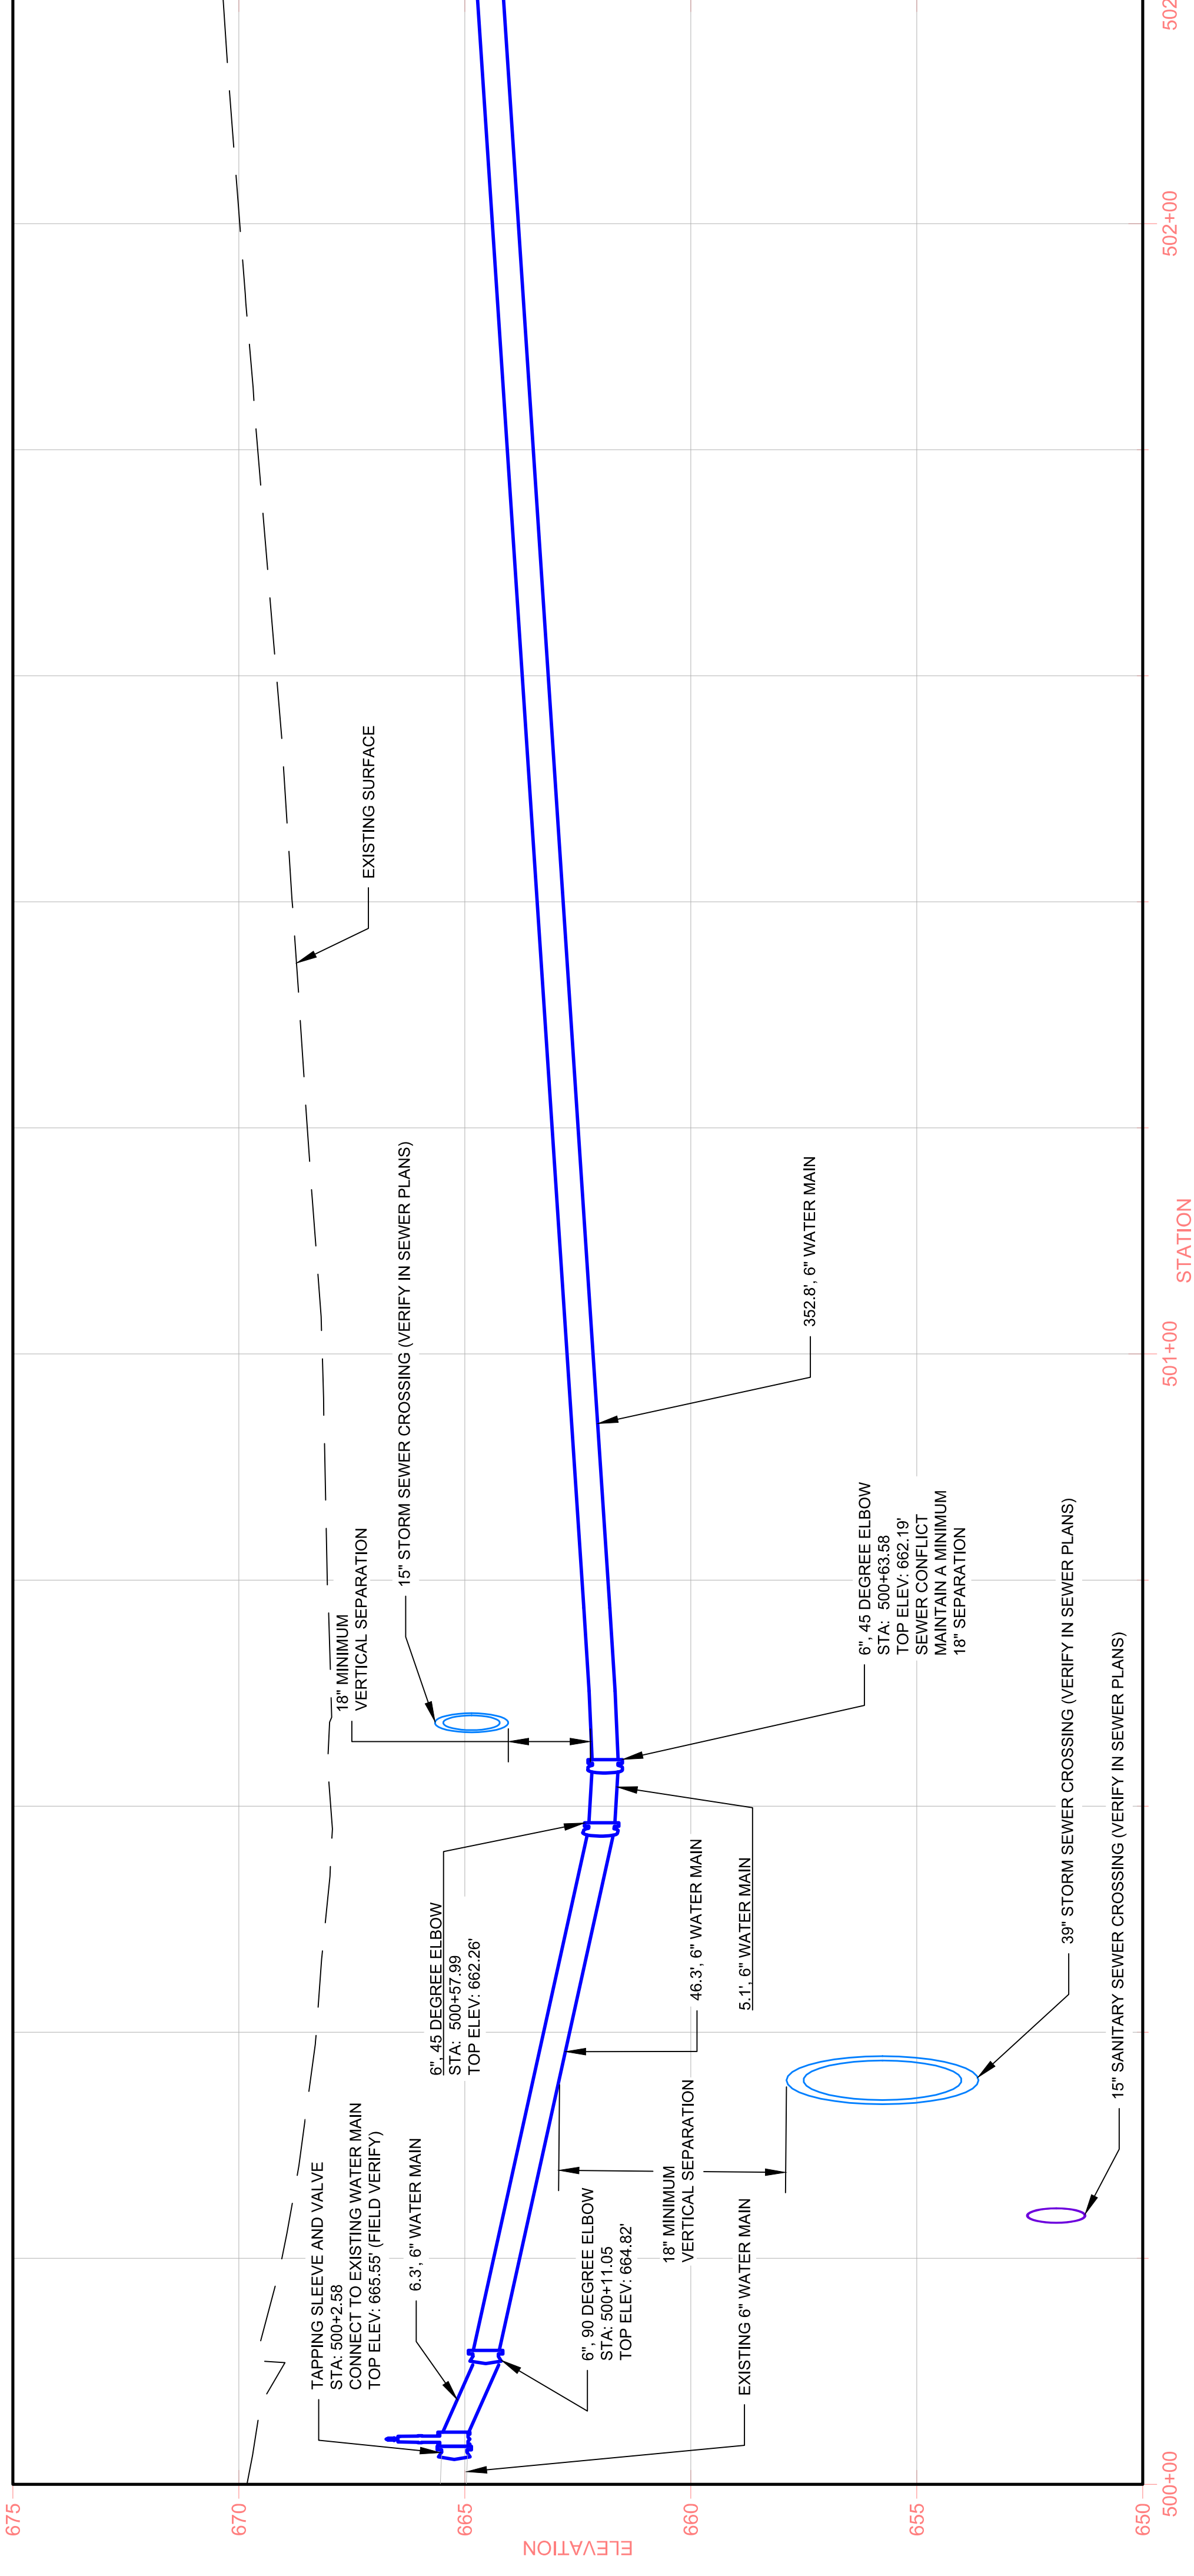 675
670
665
660
655
650
ELEVATION
TAPPING SLEEVE AND VALVE
STA: 500+2.58
CONNECT TO EXISTING WATER MAIN
TOP ELEV: 665.55' (FIELD VERIFY)
6.3', 6" WATER MAIN
6", 90 DEGREE ELBOW
STA: 500+11.05
TOP ELEV: 664.82'
EXISTING 6" WATER MAIN
18" MINIMUM
VERTICAL SEPARATION
6", 45 DEGREE ELBOW
STA: 500+57.99
TOP ELEV: 662.26'
46.3', 6" WATER MAIN
5.1', 6" WATER MAIN
15" SANITARY SEWER CROSSING (VERIFY IN SEWER PLANS)
39" STORM SEWER CROSSING (VERIFY IN SEWER PLANS)
18" MINIMUM
VERTICAL SEPARATION
15" STORM SEWER CROSSING (VERIFY IN SEWER PLANS)
6", 45 DEGREE ELBOW
STA: 500+63.58
TOP ELEV: 662.19'
SEWER CONFLICT
MAINTAIN A MINIMUM
18" SEPARATION
352.8', 6" WATER MAIN
EXISTING SURFACE
500+00
501+00
502+00
502
STATION